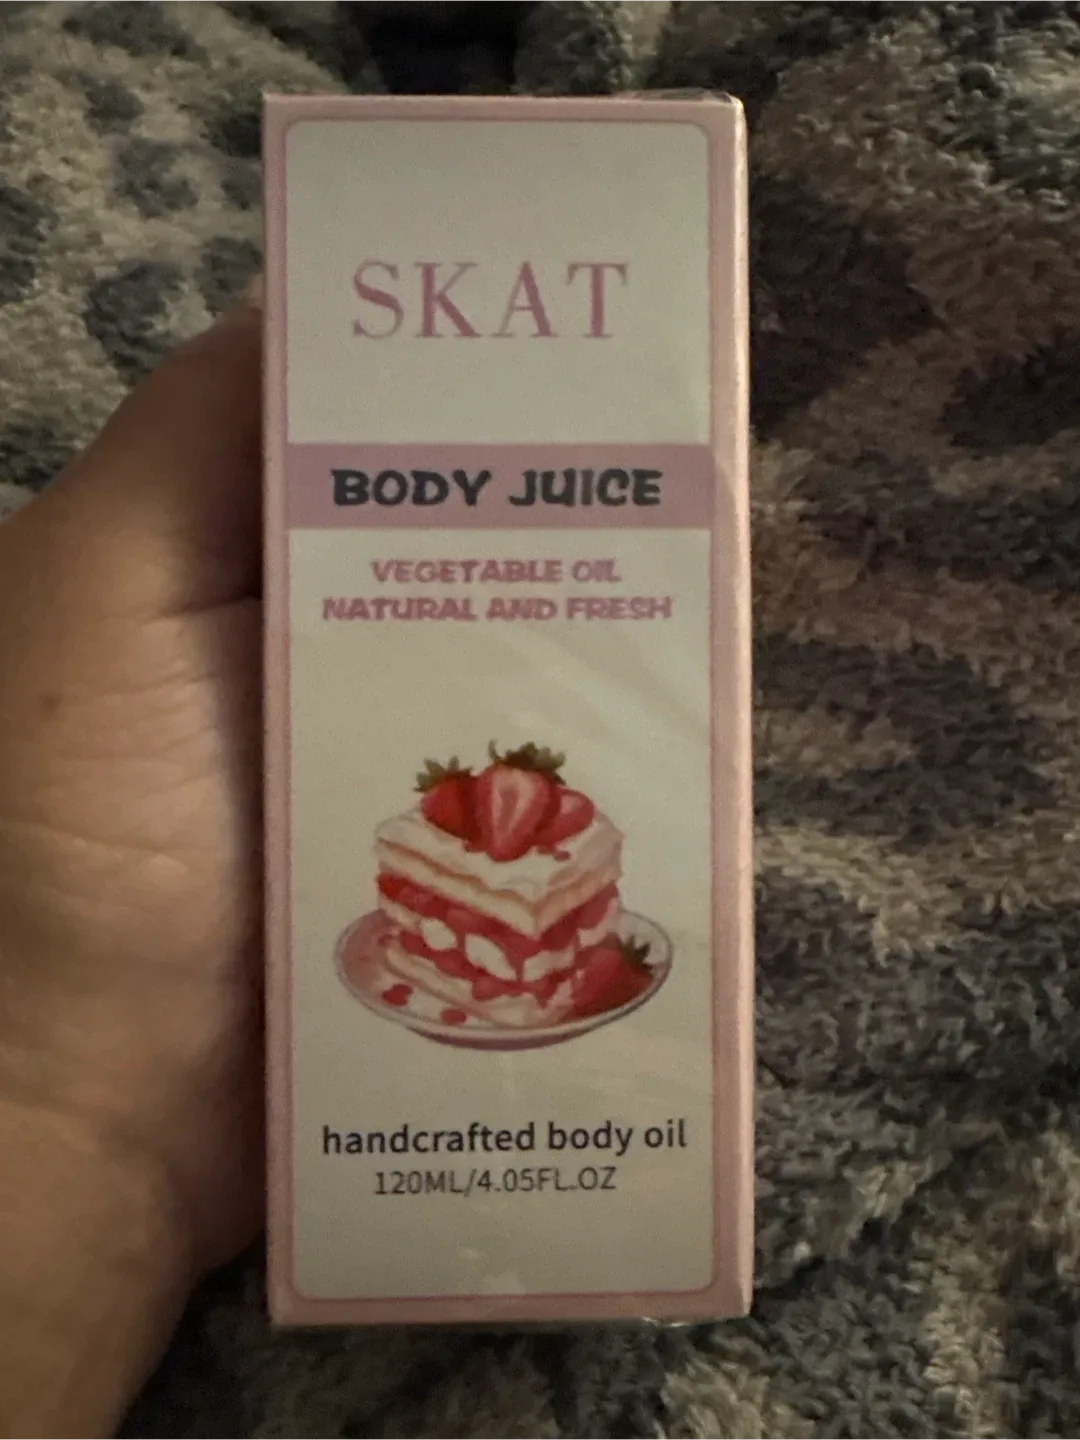 SKAT
BODY JUICE
VEGETABLE OIL
NATURAL AND FRESH
handcrafted body oil
120ML/4.05FL.OZ